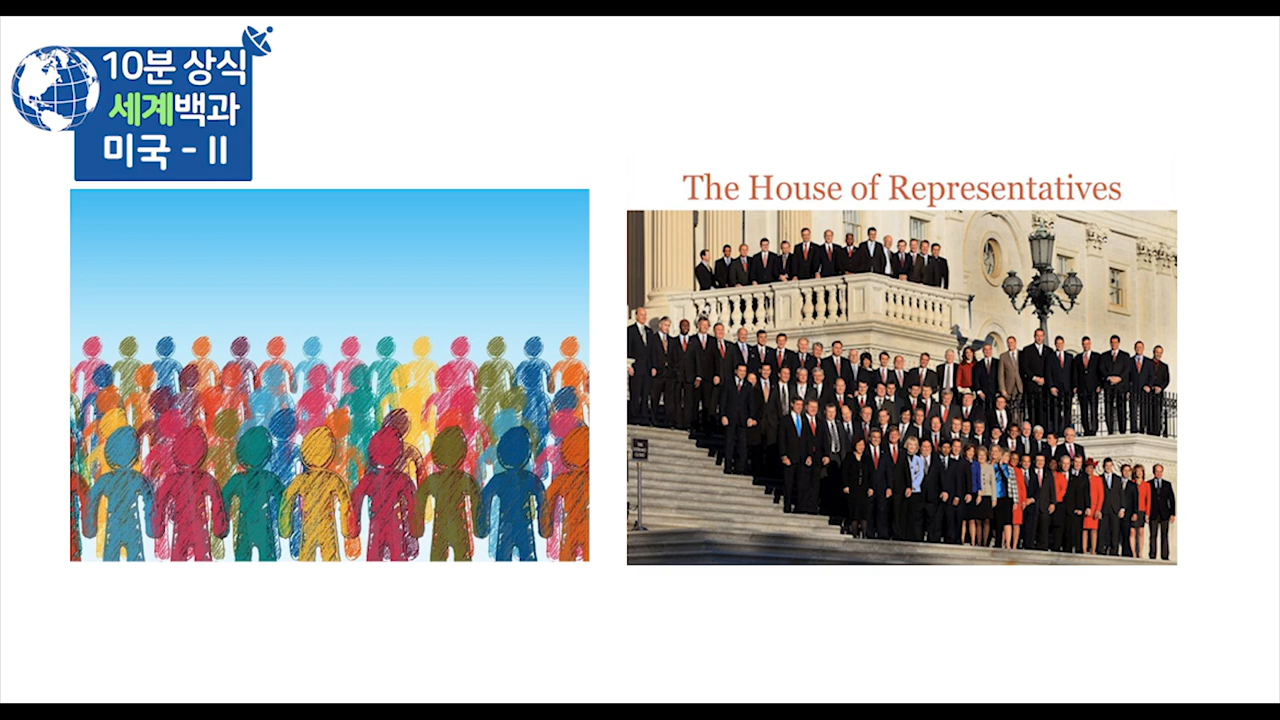 10분 상식
세계백과
미국 - II
The House of Representatives